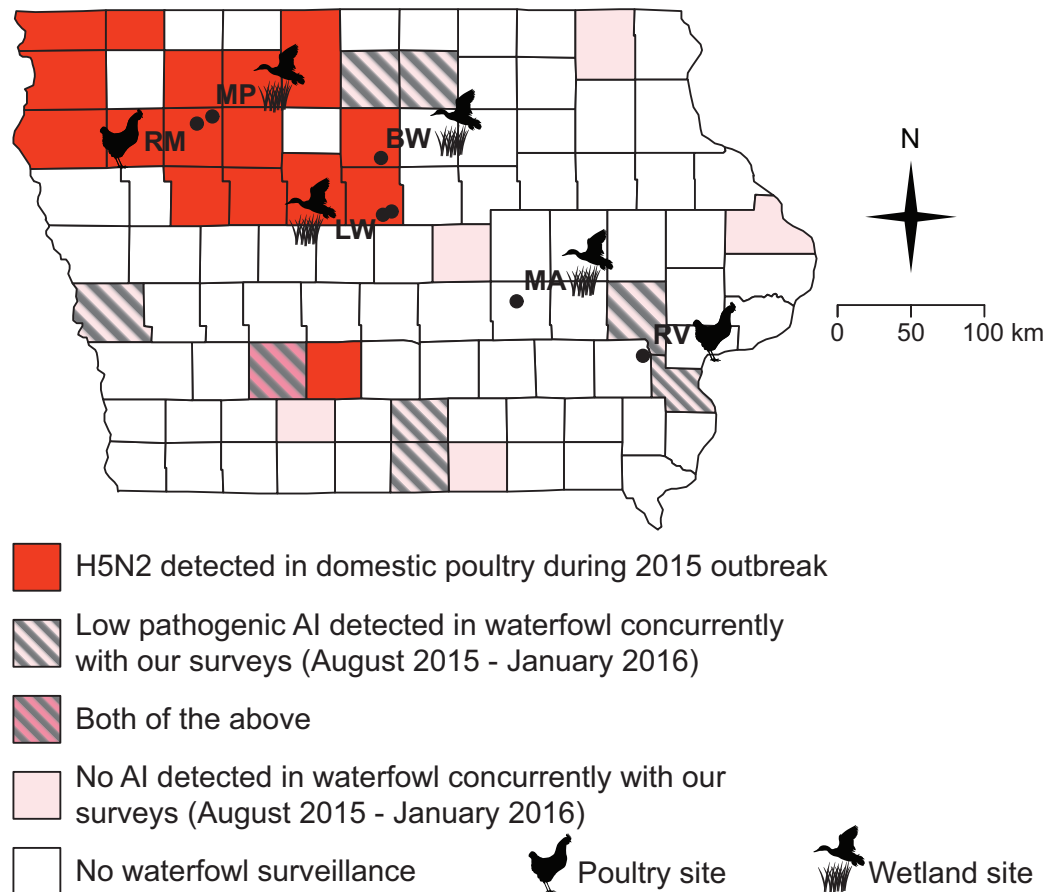 MP
RM
BW
N
LW
MA
RV
0 50 100 km
H5N2 detected in domestic poultry during 2015 outbreak
Low pathogenic AI detected in waterfowl concurrently
with our surveys (August 2015 - January 2016)
Both of the above
No AI detected in waterfowl concurrently with our
surveys (August 2015 - January 2016)
No waterfowl surveillance
Poultry site
Wetland site